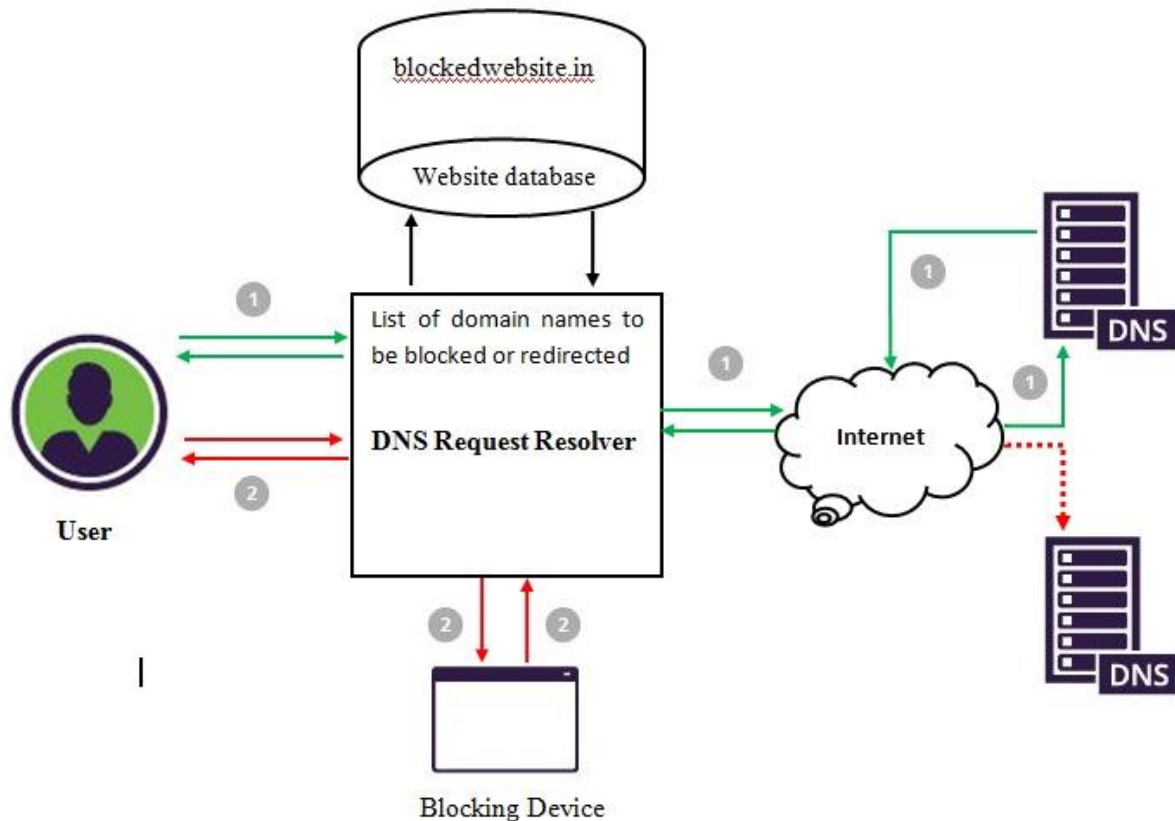 blockedwebsite.in
Website database
1
List of domain names to
be blocked or redirected
DNS Request Resolver
1
1
1
Internet
DNS
2
User
2
2
DNS
Blocking Device